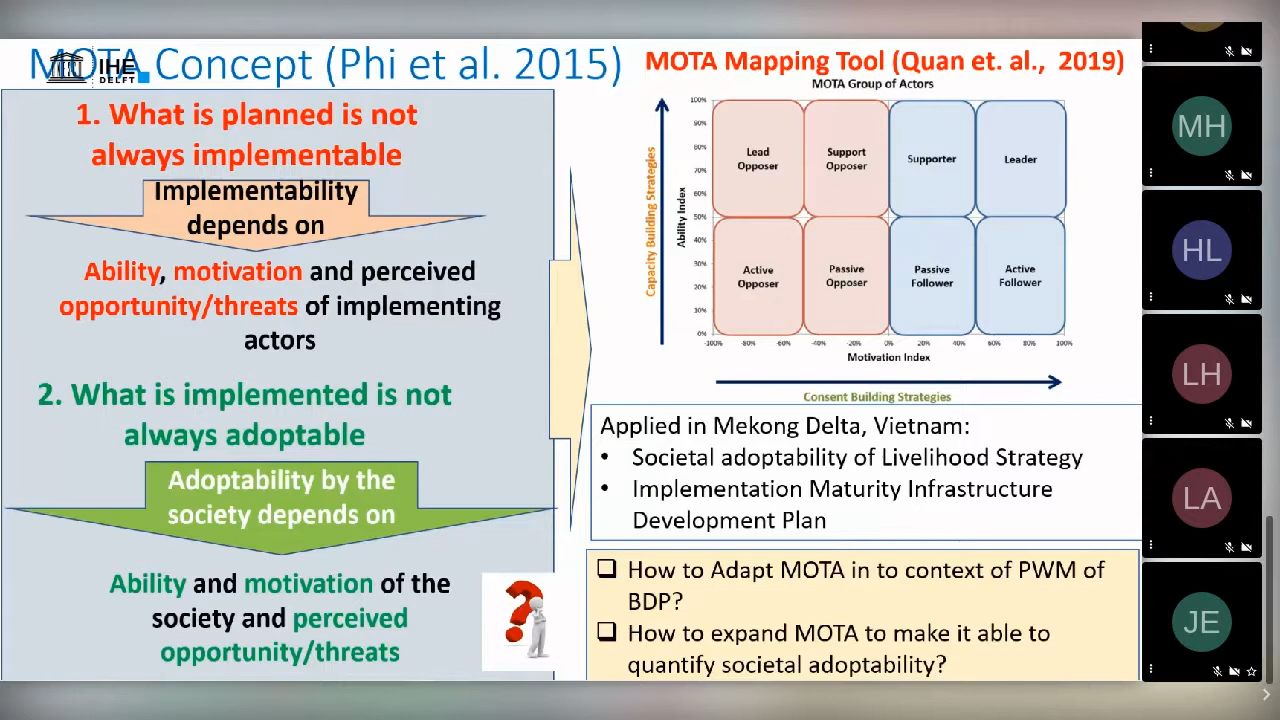 MOTA Concept (Phi et al. 2015)
IHE
DELFT
1. What is planned is not
always implementable
Implementability
depends on
Ability, motivation and perceived
opportunity/threats of implementing
actors
2. What is implemented is not
always adoptable
Adoptability by the
society depends on
Ability and motivation of the
society and perceived
opportunity/threats
MOTA Mapping Tool (Quan et. al., 2019)
MOTA Group of Actors
Capacity Building Strategies
Ability Index
100%
90%
80%
70%
60%
50%
40%
30%
20%
10%
0%
Lead
Opposer
Support
Opposer
Supporter
Leader
Active
Opposer
Passive
Opposer
Passive
Follower
Active
Follower
-100% -80% -60% -40% -20% 0% 20% 40% 60% 80% 100%
Motivation Index
Consent Building Strategies
Applied in Mekong Delta, Vietnam:
• Societal adoptability of Livelihood Strategy
• Implementation Maturity Infrastructure
Development Plan
❑ How to Adapt MOTA in to context of PWM of
BDP?
❑ How to expand MOTA to make it able to
quantify societal adoptability?
MH
HL
LH
LA
JE